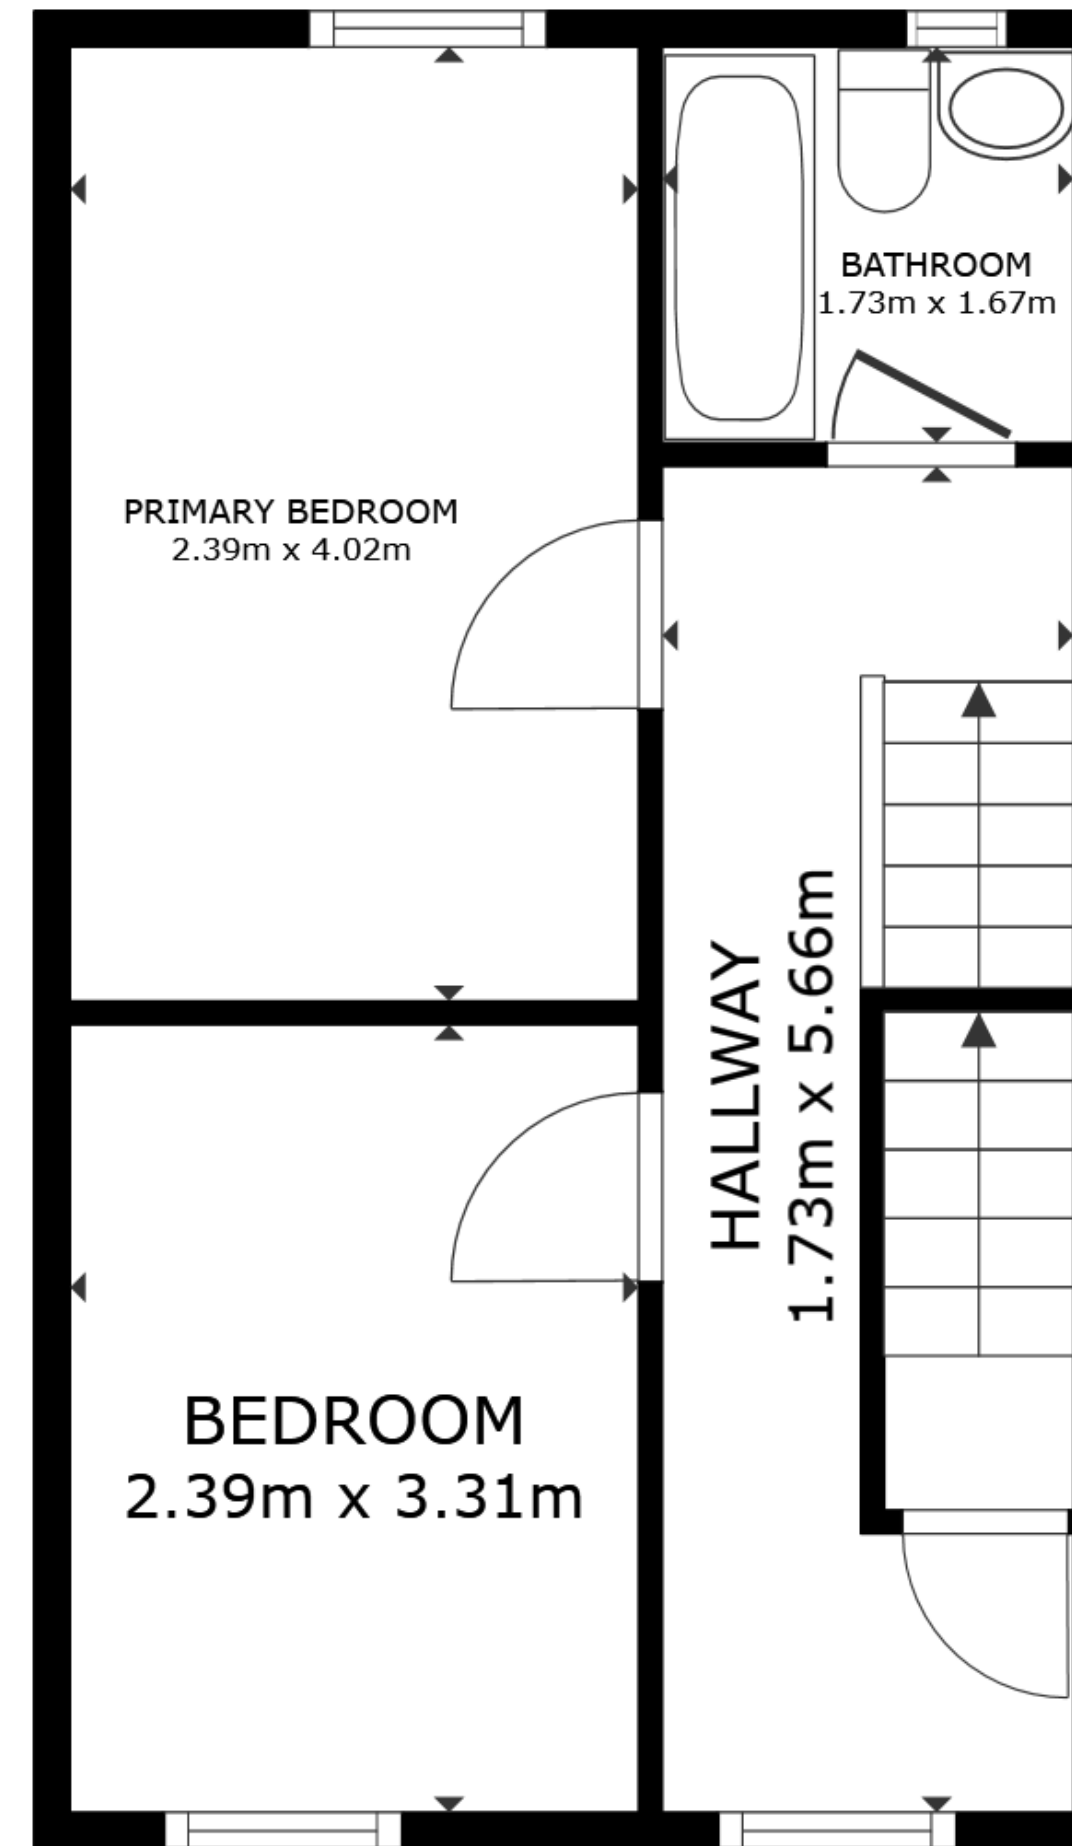 BATHROOM
1.73m x 1.67m
PRIMARY BEDROOM
2.39m x 4.02m
HALLWAY
1.73m x 5.66m
BEDROOM
2.39m x 3.31m